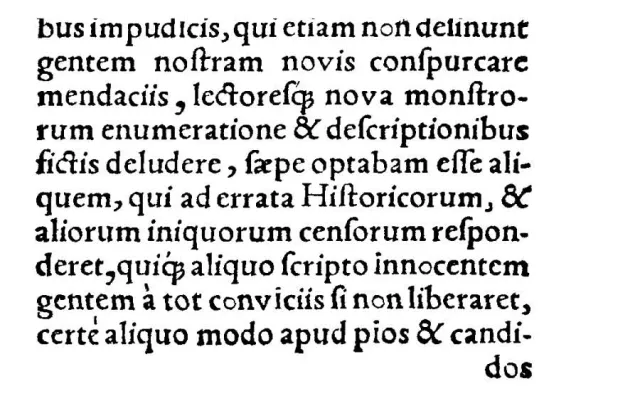 bus impudicis, qui etiam non deſinunt
gentem noſtram novis conſpurcare
mendaciis, lectoreſq́; nova monſtro-
rum enumeratione & deſcriptionibus
fictis deludere, ſæpe optabam eſſe ali-
quem, qui ad errata Hiſtoricorum, &
aliorum iniquorum cenſorum reſpon-
deret, quiq́; aliquo ſcripto innocentem
gentem à tot conviciis ſi non liberaret,
certè aliquo modo apud pios & candi-
dos